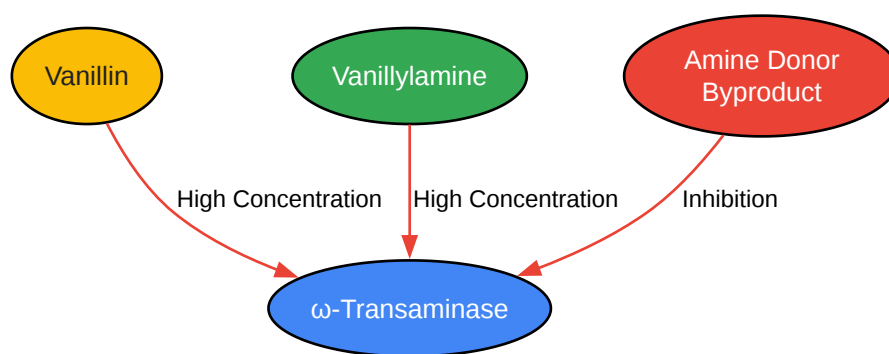 Vanillin
Vanillylamine
Amine Donor
Byproduct
High Concentration
High Concentration
Inhibition
ω-Transaminase